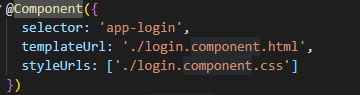 @Component({
  selector: 'app-login',
  templateUrl: './login.component.html',
  styleUrls: ['./login.component.css']
})